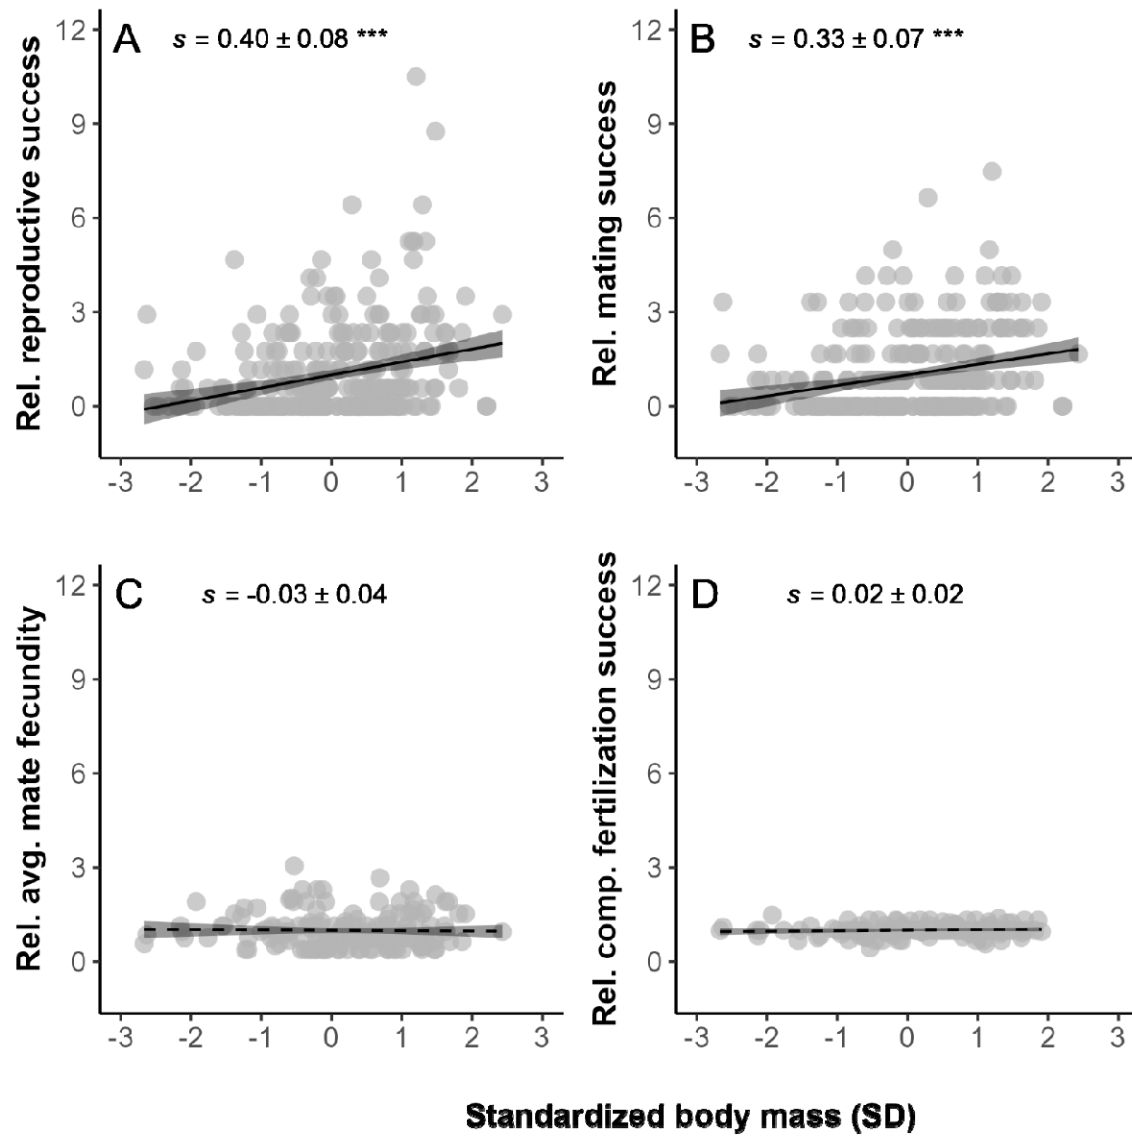 A s = 0.40 ± 0.08 ***
Rel. reproductive success
12
9
6
3
0
-3 -2 -1 0 1 2 3
B s = 0.33 ± 0.07 ***
Rel. mating success
12
9
6
3
0
-3 -2 -1 0 1 2 3
C s = -0.03 ± 0.04
Rel. avg. mate fecundity
12
9
6
3
0
-3 -2 -1 0 1 2 3
D s = 0.02 ± 0.02
Rel. comp. fertilization success
12
9
6
3
0
-3 -2 -1 0 1 2 3
Standardized body mass (SD)